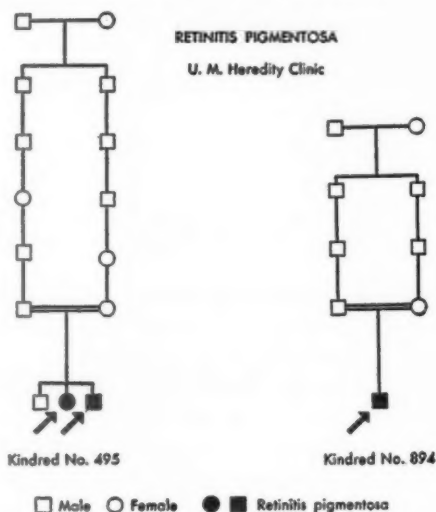 RETINITIS PIGMENTOSA
U. M. Heredity Clinic
Kindred No. 495
Kindred No. 894
Male Female Retinitis pigmentosa